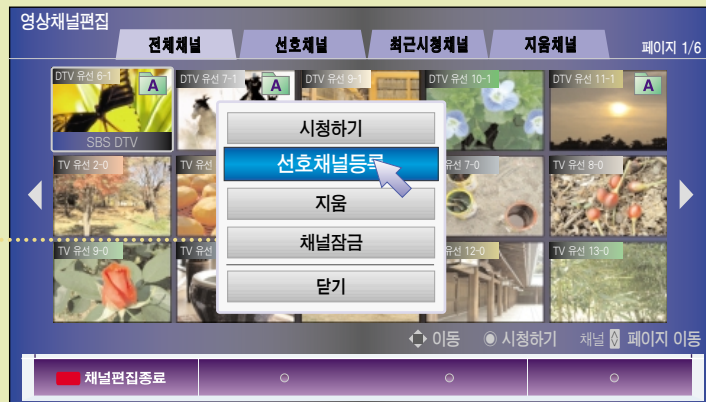 영상채널편집
전체채널 선호채널 최근시청채널 지움채널 페이지 1/6
DTV 유선 6-1 A DTV 유선 7-1 A DTV 유선 9-1 DTV 유선 10-1 DTV 유선 11-1 A
SBS DTV
시청하기
선호채널등록
지움
채널잠금
닫기
TV 유선 2-0 TV 유선 유선 7-0 TV 유선 8-0
TV 유선 9-0 TV 유선 유선 12-0 TV 유선 13-0
이동 시청하기 채널 페이지 이동
채널편집종료